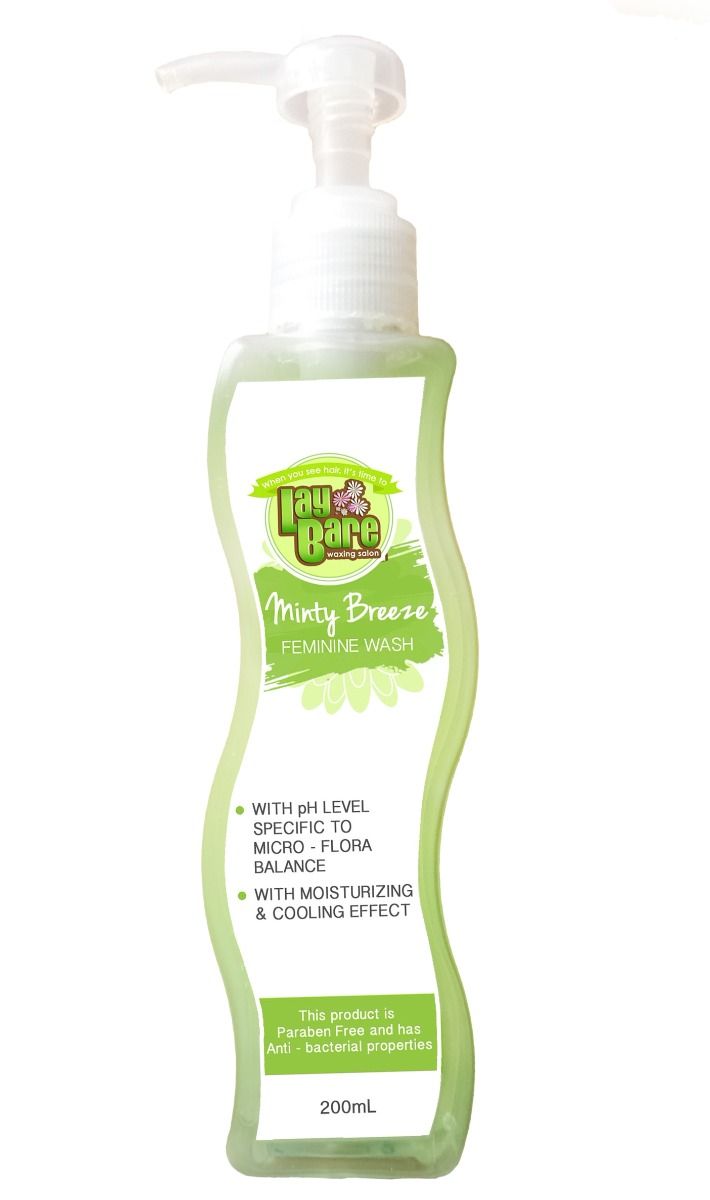 when you see hair, it's time to
Lay
Bare
waxing salon
Minty Breeze
FEMININE WASH
WITH pH LEVEL
SPECIFIC TO
MICRO - FLORA
BALANCE
WITH MOISTURIZING
& COOLING EFFECT
This product is
Paraben Free and has
Anti - bacterial properties
200mL